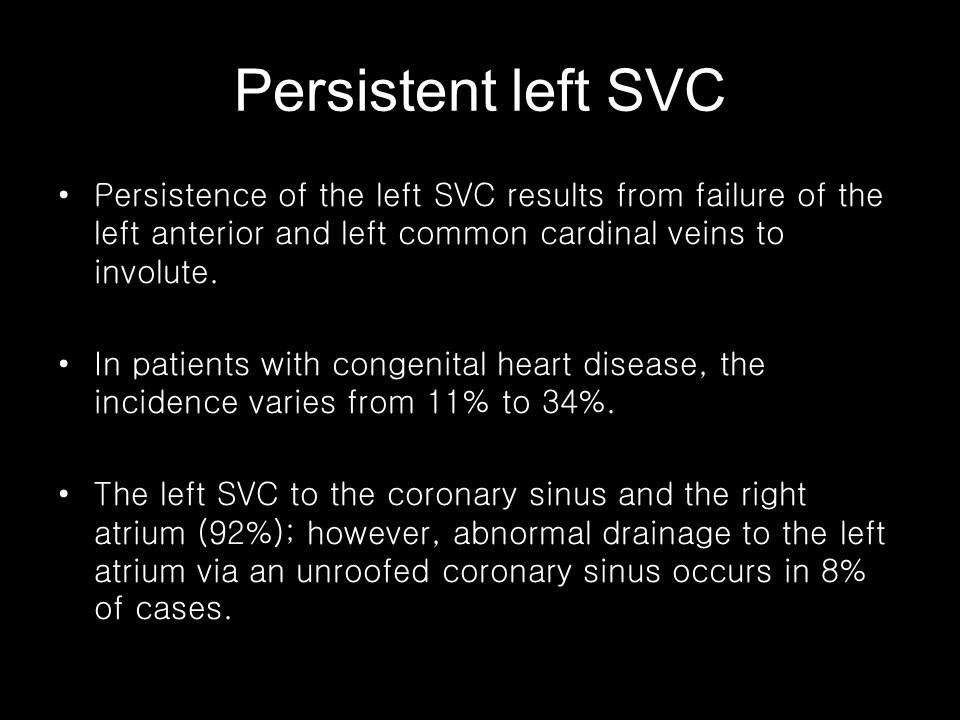 Persistent left SVC
• Persistence of the left SVC results from failure of the
left anterior and left common cardinal veins to
involute.
• In patients with congenital heart disease, the
incidence varies from 11% to 34%.
• The left SVC to the coronary sinus and the right
atrium (92%); however, abnormal drainage to the left
atrium via an unroofed coronary sinus occurs in 8%
of cases.